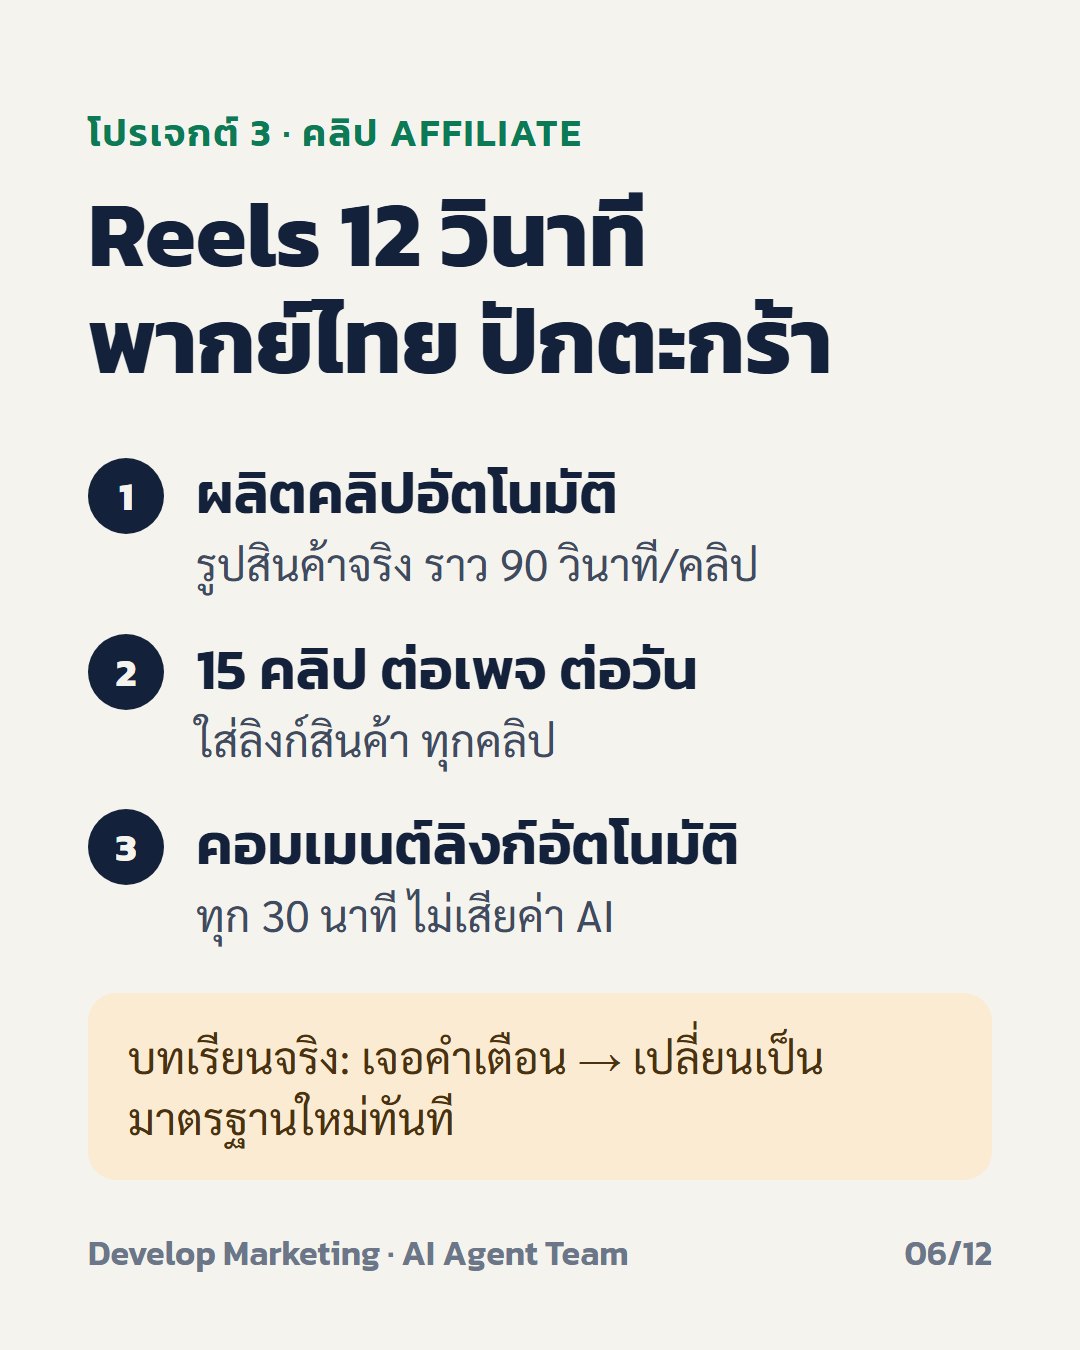 โปรเจกต์ 3 · คลิป AFFILIATE
Reels 12 วินาที
พากย์ไทย ปักตะกร้า
1
ผลิตคลิปอัตโนมัติ
รูปสินค้าจริง ราว 90 วินาที/คลิป
2
15 คลิป ต่อเพจ ต่อวัน
ใส่ลิงก์สินค้า ทุกคลิป
3
คอมเมนต์ลิงก์อัตโนมัติ
ทุก 30 นาที ไม่เสียค่า AI
บทเรียนจริง: เจอคำเตือน → เปลี่ยนเป็น
มาตรฐานใหม่ทันที
Develop Marketing · AI Agent Team
06/12